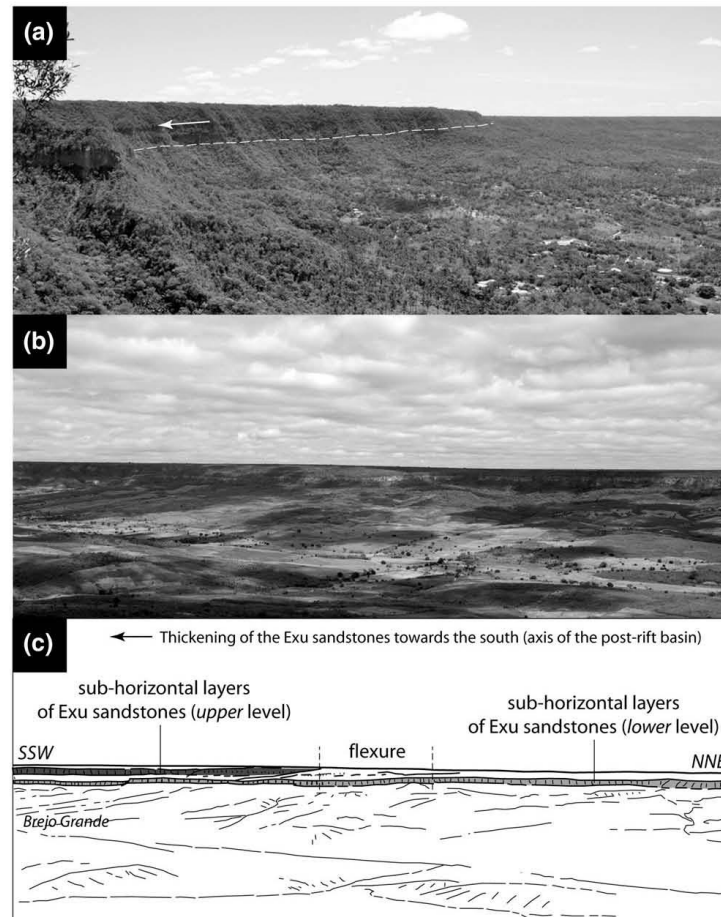 (a)
(b)
(c)
Thickening of the Exu sandstones towards the south (axis of the post-rift basin)
sub-horizontal layers
of Exu sandstones (upper level)
sub-horizontal layers
of Exu sandstones (lower level)
SSW
flexure
NNE
Brejo Grande